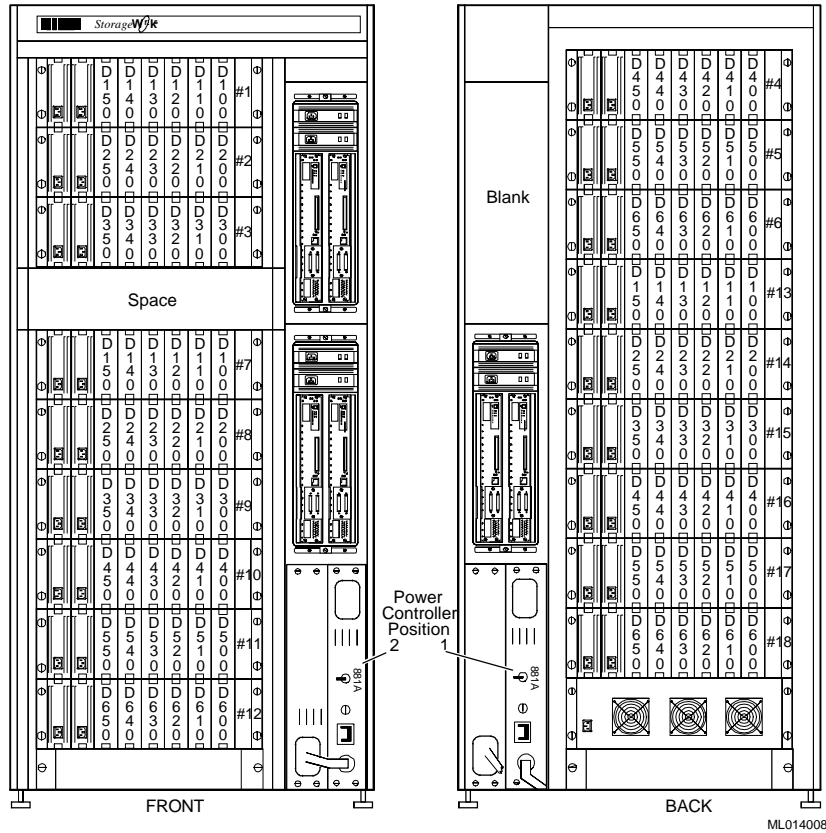 D150 D140 D130 D120 D110 D100 #1
D250 D240 D230 D220 D210 D200 #2
D350 D340 D330 D320 D310 D300 #3
Space
D150 D140 D130 D120 D110 D100 #7
D250 D240 D230 D220 D210 D200 #8
D350 D340 D330 D320 D310 D300 #9
D450 D440 D430 D420 D410 D400 #10
D550 D540 D530 D520 D510 D500 #11
D650 D640 D630 D620 D610 D600 #12
881A
FRONT
Power
Controller
Position
2 1
Blank
D450 D440 D430 D420 D410 D400 #4
D550 D540 D530 D520 D510 D500 #5
D650 D640 D630 D620 D610 D600 #6
D150 D140 D130 D120 D110 D100 #13
D250 D240 D230 D220 D210 D200 #14
D350 D340 D330 D320 D310 D300 #15
D450 D440 D430 D420 D410 D400 #16
D550 D540 D530 D520 D510 D500 #17
D650 D640 D630 D620 D610 D600 #18
881A
BACK
ML014008